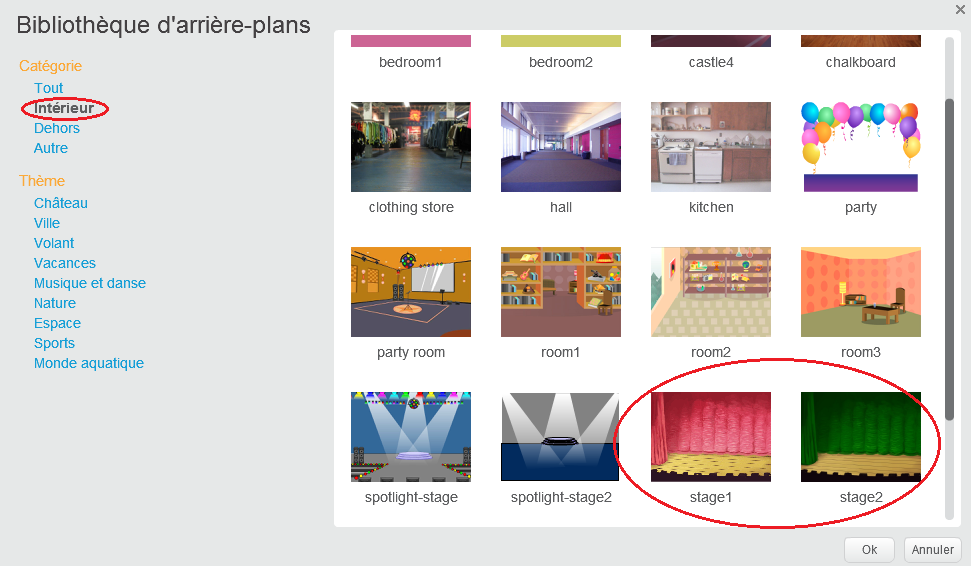 Bibliothèque d'arrière-plans
Catégorie
Tout
Intérieur
Dehors
Autre
Thème
Château
Ville
Volant
Vacances
Musique et danse
Nature
Espace
Sports
Monde aquatique
bedroom1 bedroom2 castle4 chalkboard
clothing store hall kitchen party
party room room1 room2 room3
spotlight-stage spotlight-stage2 stage1 stage2
Ok Annuler